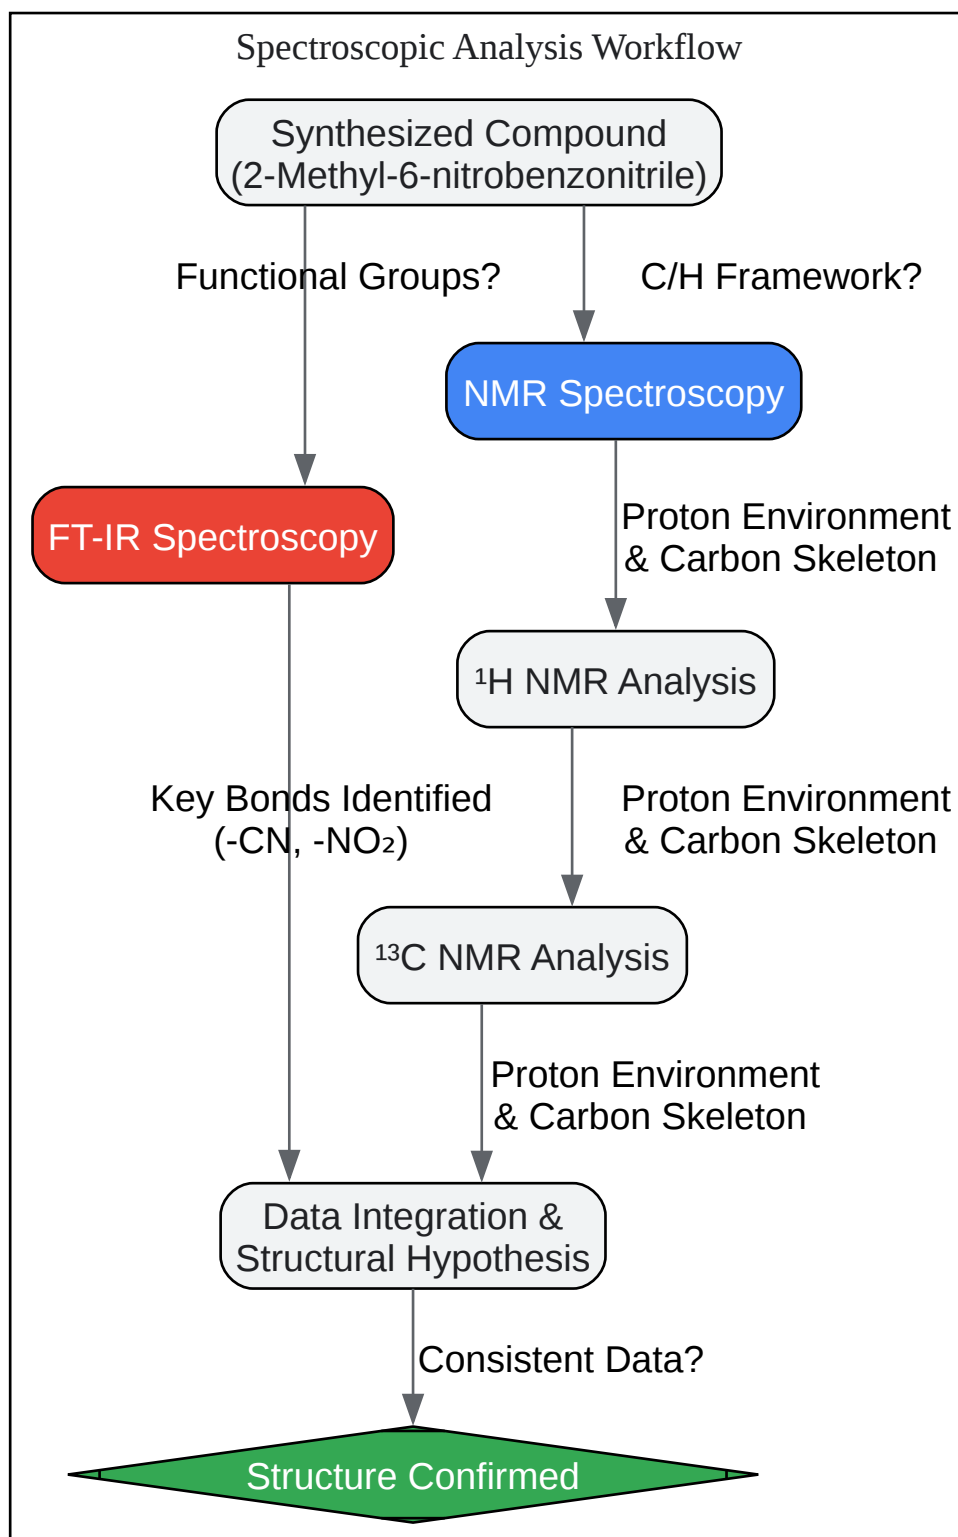 Spectroscopic Analysis Workflow
Synthesized Compound
(2-Methyl-6-nitrobenzonitrile)
Functional Groups?
C/H Framework?
NMR Spectroscopy
FT-IR Spectroscopy
Proton Environment
& Carbon Skeleton
¹H NMR Analysis
Key Bonds Identified
(-CN, -NO₂)
Proton Environment
& Carbon Skeleton
¹³C NMR Analysis
Proton Environment
& Carbon Skeleton
Data Integration &
Structural Hypothesis
Consistent Data?
Structure Confirmed